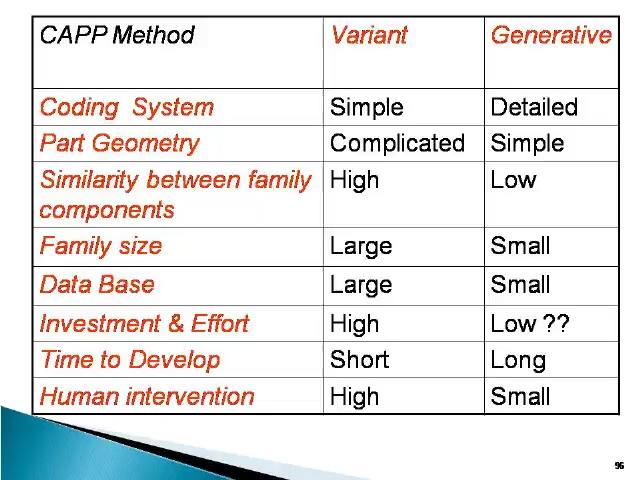 CAPP Method Variant Generative
Coding System Simple Detailed
Part Geometry Complicated Simple
Similarity between family High Low
components
Family size Large Small
Data Base Large Small
Investment & Effort High Low ??
Time to Develop Short Long
Human intervention High Small
96